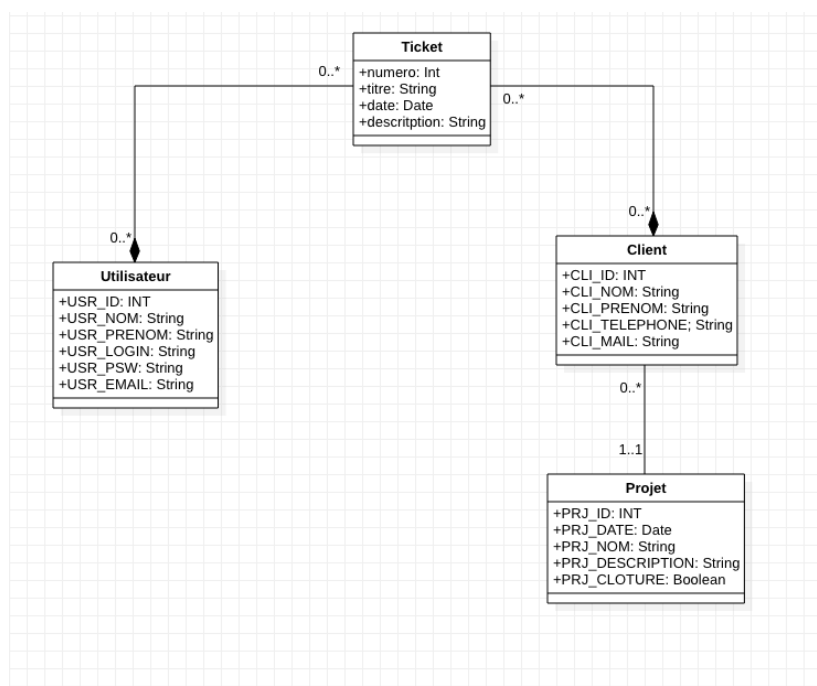 Ticket
+numero: Int
+titre: String
+date: Date
+descritption: String
0..*
0..*
0..*
0..*
Utilisateur
+USR_ID: INT
+USR_NOM: String
+USR_PRENOM: String
+USR_LOGIN: String
+USR_PSW: String
+USR_EMAIL: String
Client
+CLI_ID: INT
+CLI_NOM: String
+CLI_PRENOM: String
+CLI_TELEPHONE; String
+CLI_MAIL: String
0..*
1..1
Projet
+PRJ_ID: INT
+PRJ_DATE: Date
+PRJ_NOM: String
+PRJ_DESCRIPTION: String
+PRJ_CLOTURE: Boolean